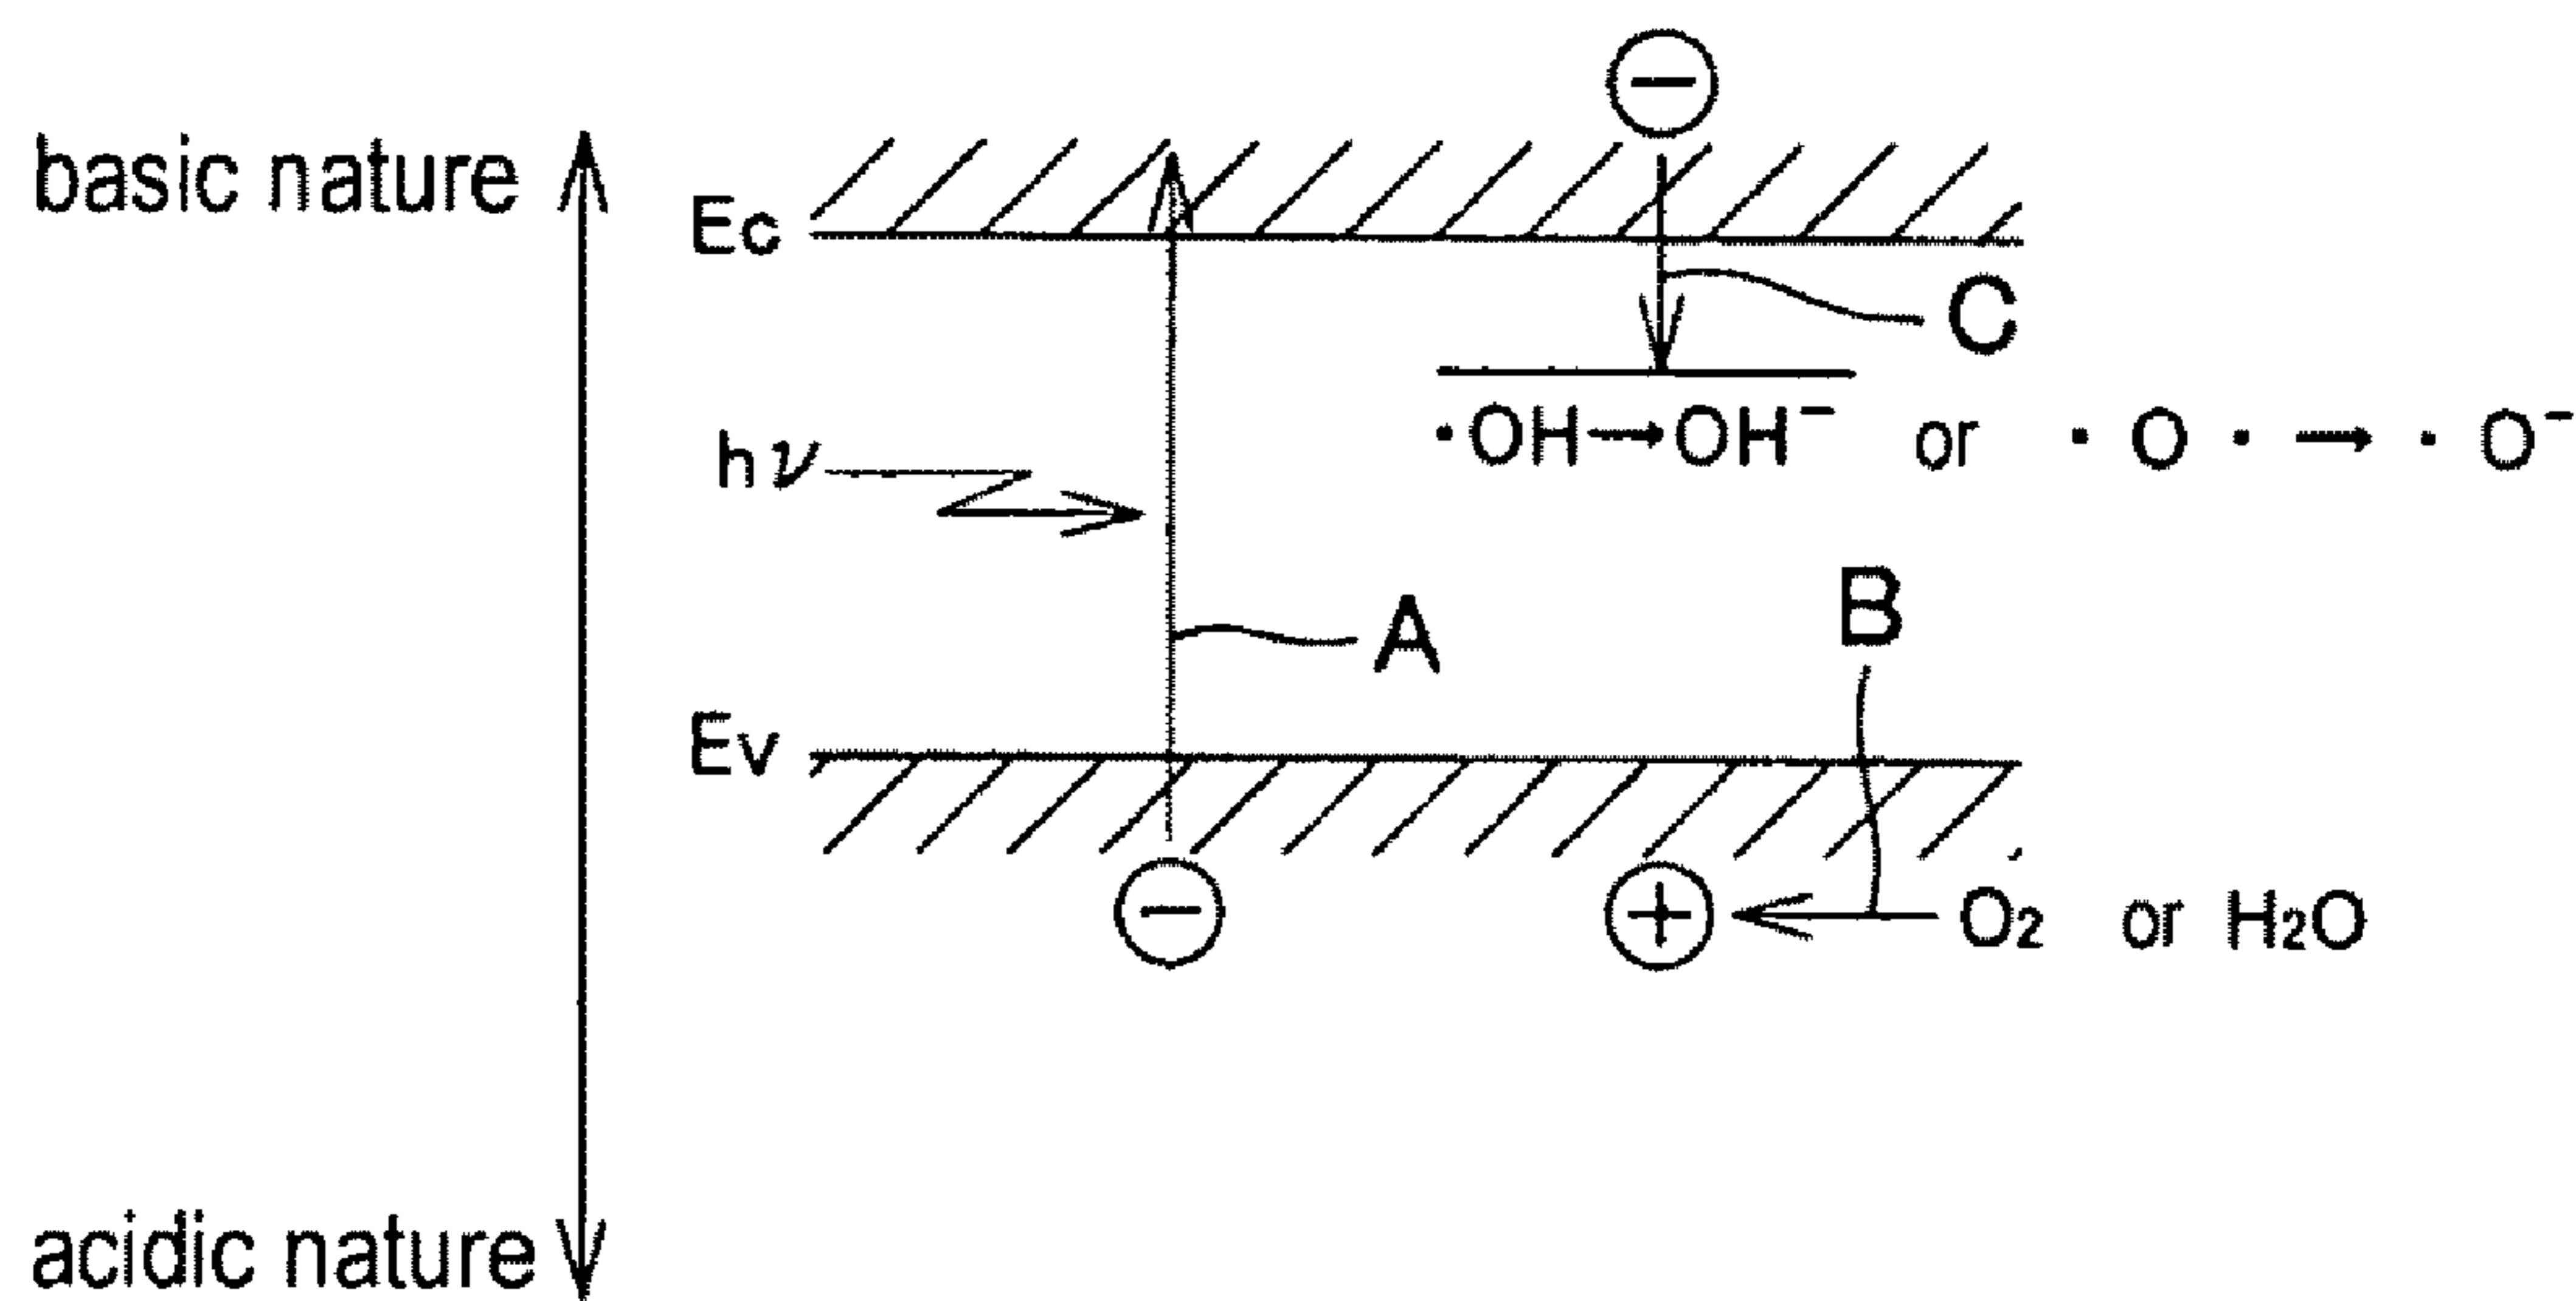 basic nature
Ec
C
·OH→OH⁻ or ·O·→·O⁻
hν
A
B
Ev
O₂ or H₂O
acidic nature